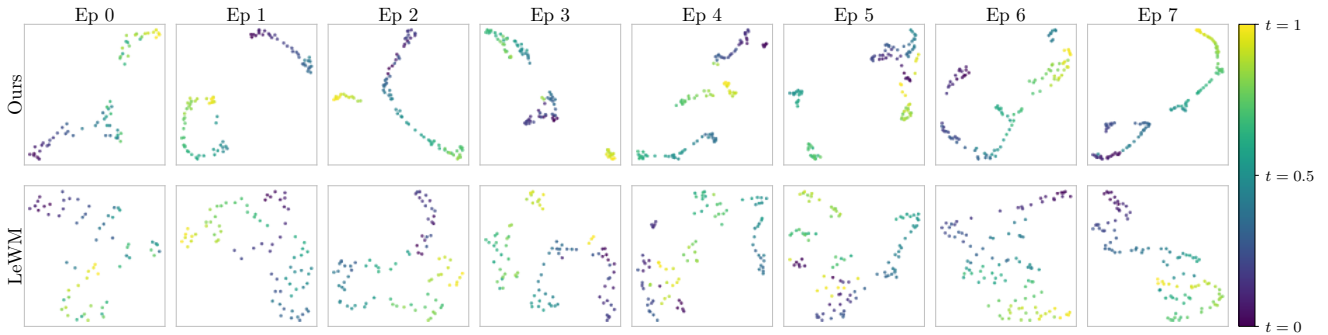 Ep 0 Ep 1 Ep 2 Ep 3 Ep 4 Ep 5 Ep 6 Ep 7
t = 1
Ours
t = 0.5
LeWM
t = 0